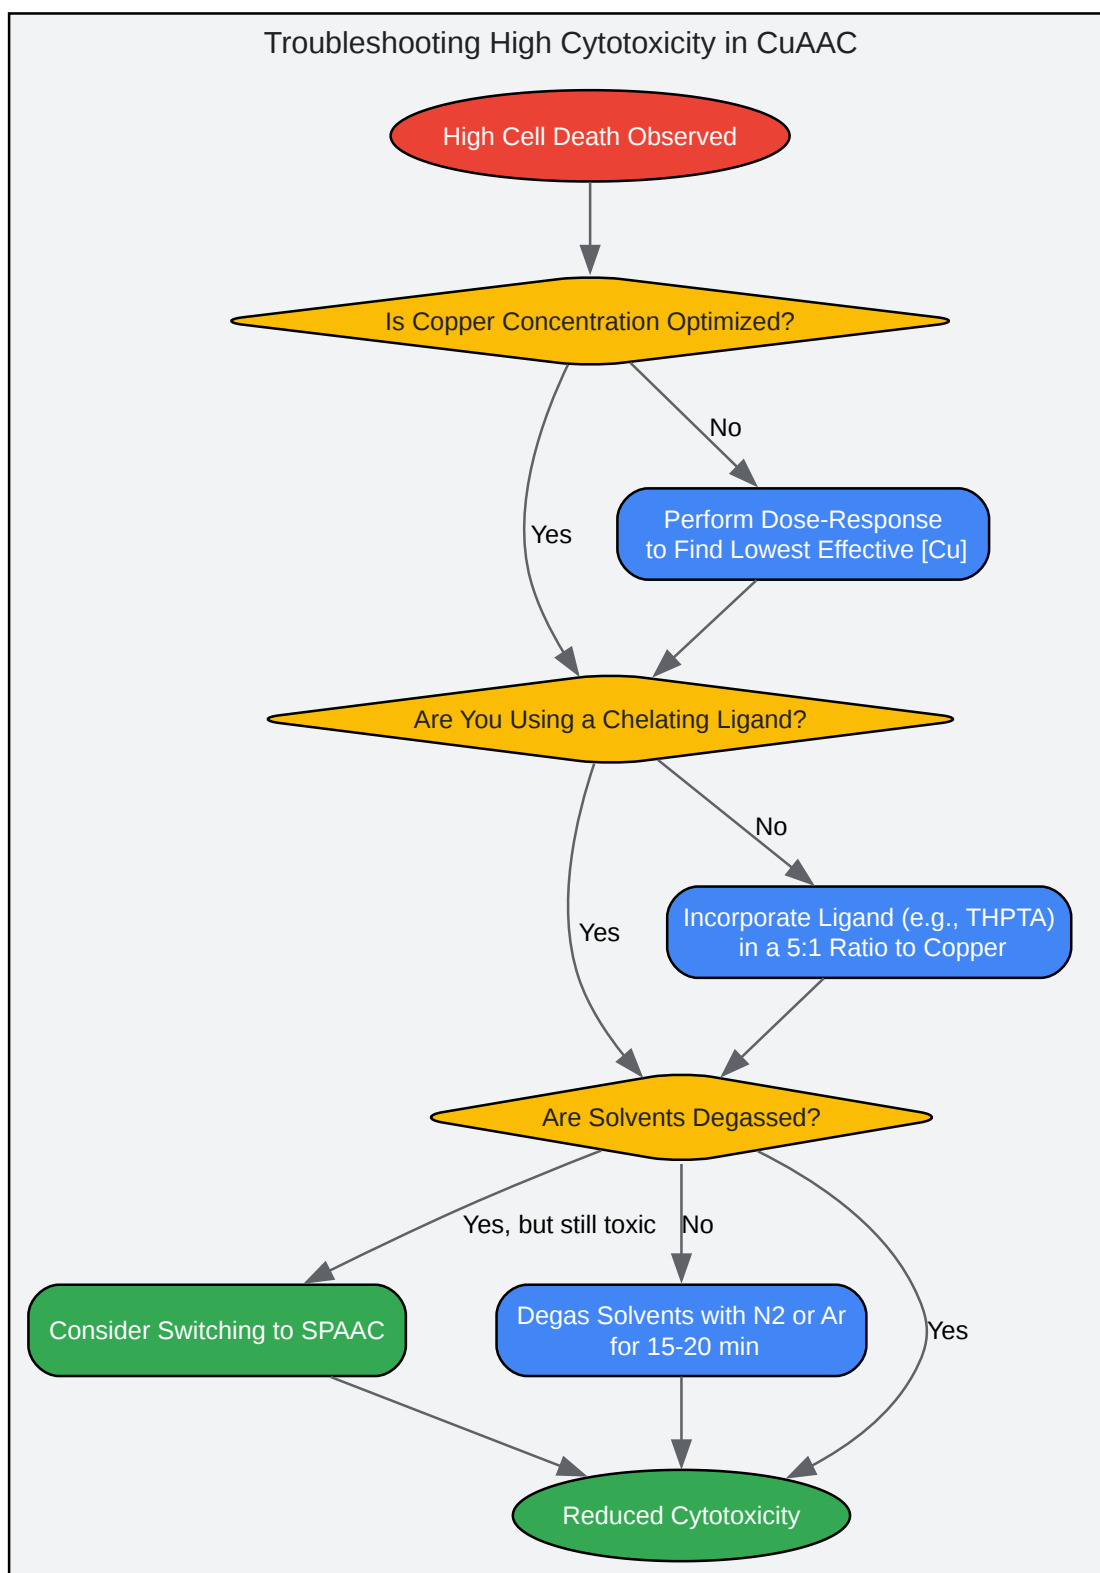 Troubleshooting High Cytotoxicity in CuAAC
High Cell Death Observed
Is Copper Concentration Optimized?
No
Perform Dose-Response
to Find Lowest Effective [Cu]
Yes
Are You Using a Chelating Ligand?
No
Incorporate Ligand (e.g., THPTA)
in a 5:1 Ratio to Copper
Yes
Are Solvents Degassed?
Yes, but still toxic
No
Consider Switching to SPAAC
Degas Solvents with N2 or Ar
for 15-20 min
Yes
Reduced Cytotoxicity